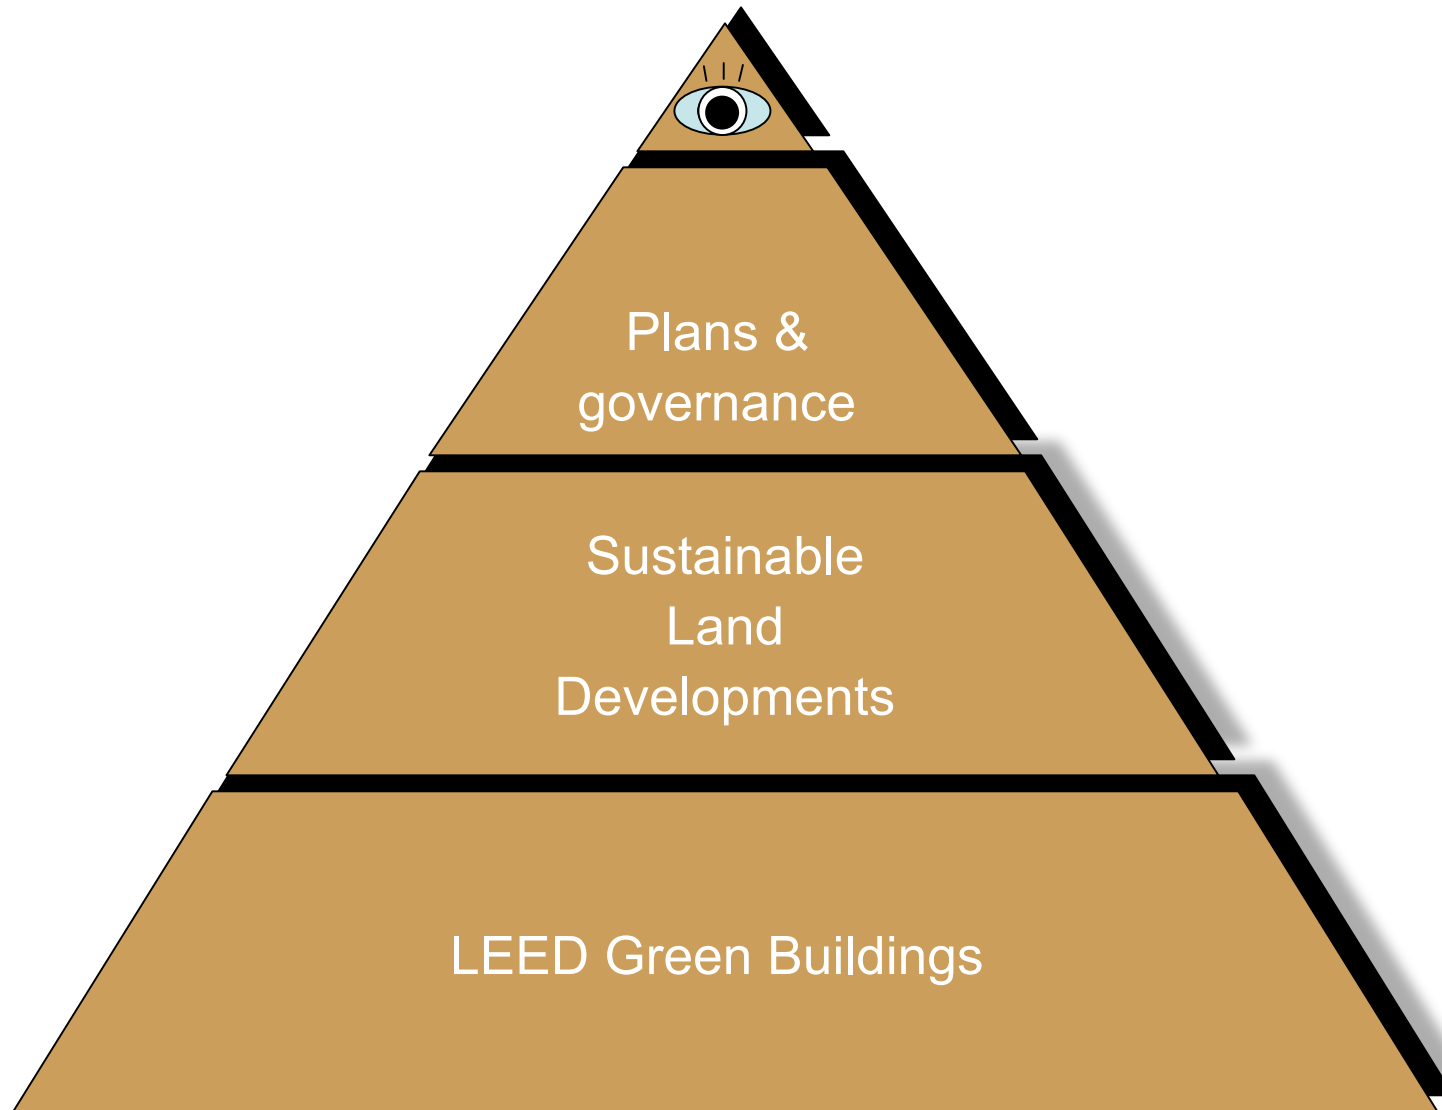 Plans &
governance
Sustainable
Land
Developments
LEED Green Buildings